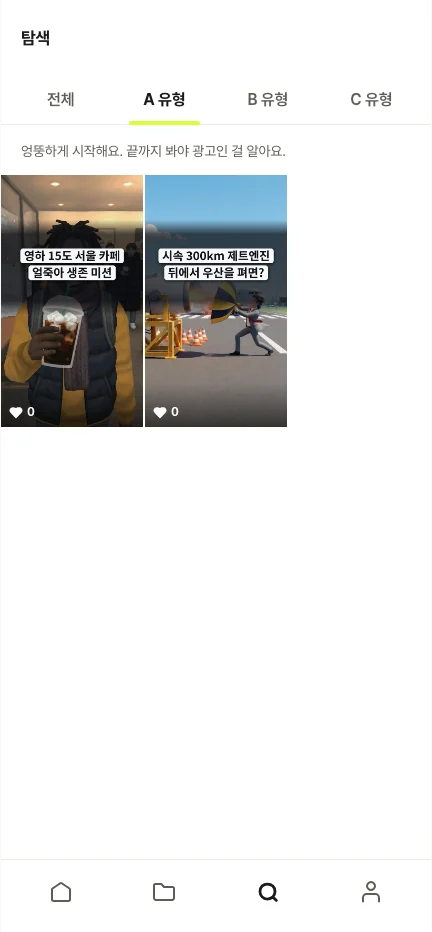 탐색
전체
A 유형
B 유형
C 유형
엉뚱하게 시작해요. 끝까지 봐야 광고인 걸 알아요.
영하 15도 서울 카페
얼죽아 생존 미션
시속 300km 제트엔진
뒤에서 우산을 펴면?
0
0